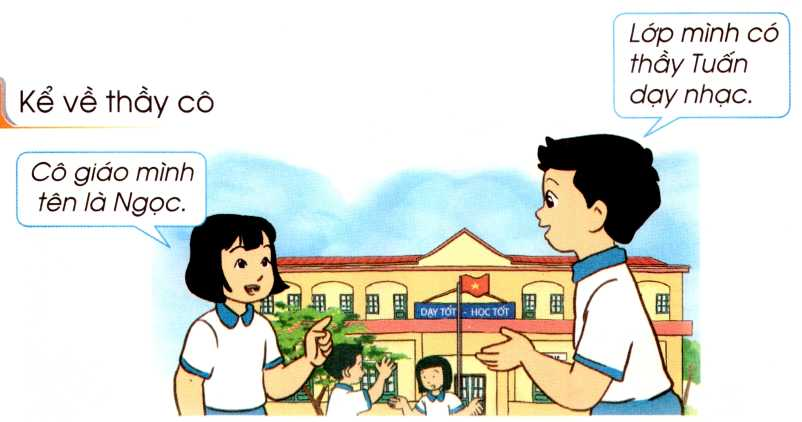 Kể về thầy cô
Lớp mình có
thầy Tuấn
dạy nhạc.
Cô giáo mình
tên là Ngọc.
DẠY TỐT - HỌC TỐT